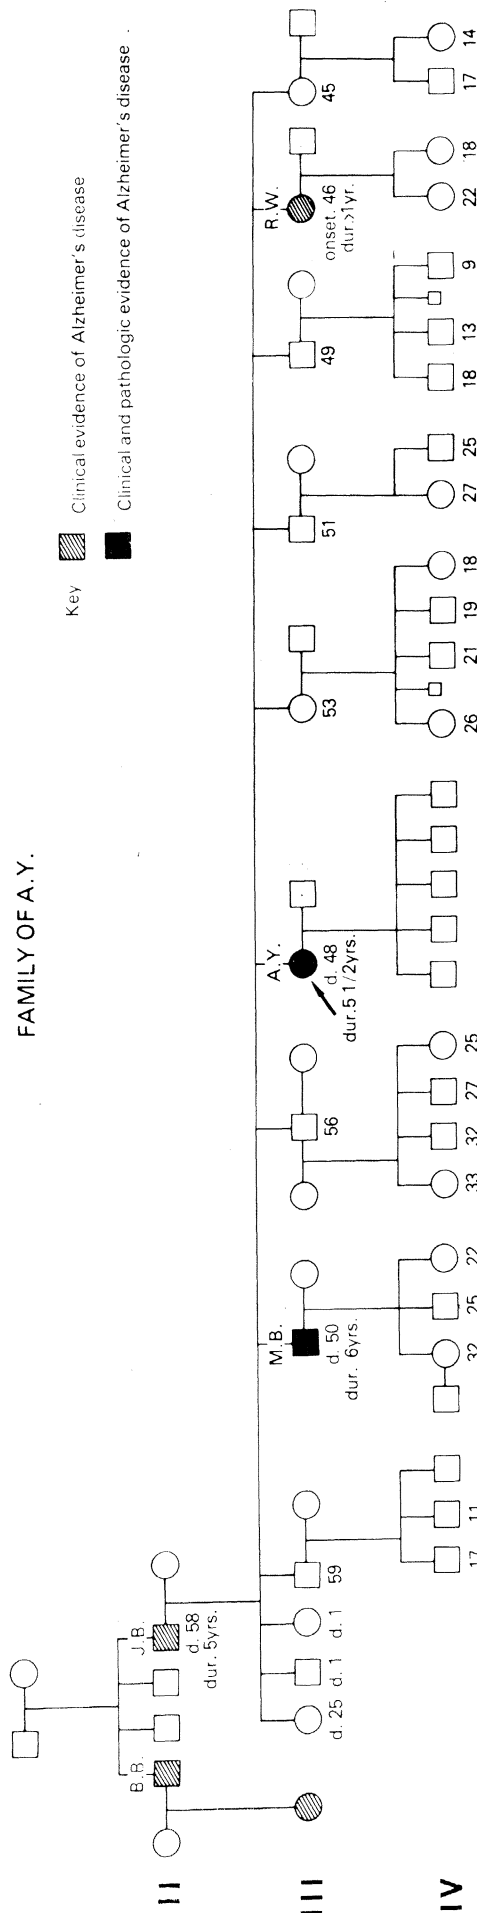 FAMILY OF A.Y.
Key
Clinical evidence of Alzheimer's disease
Clinical and pathologic evidence of Alzheimer's disease .
II
B.B.
J.B.
d. 58
dur. 5yrs.
III
d. 25
d. 1
d. 1
59
M.B.
d. 50
dur. 6yrs.
56
A.Y.
d. 48
dur. 5 1/2yrs.
53
51
49
R.W.
onset. 46
dur.>1yr.
45
IV
17 11
32 25 22
33 32 27 25
26 21 19 18
27 25
18 13 9
22 18
17 14